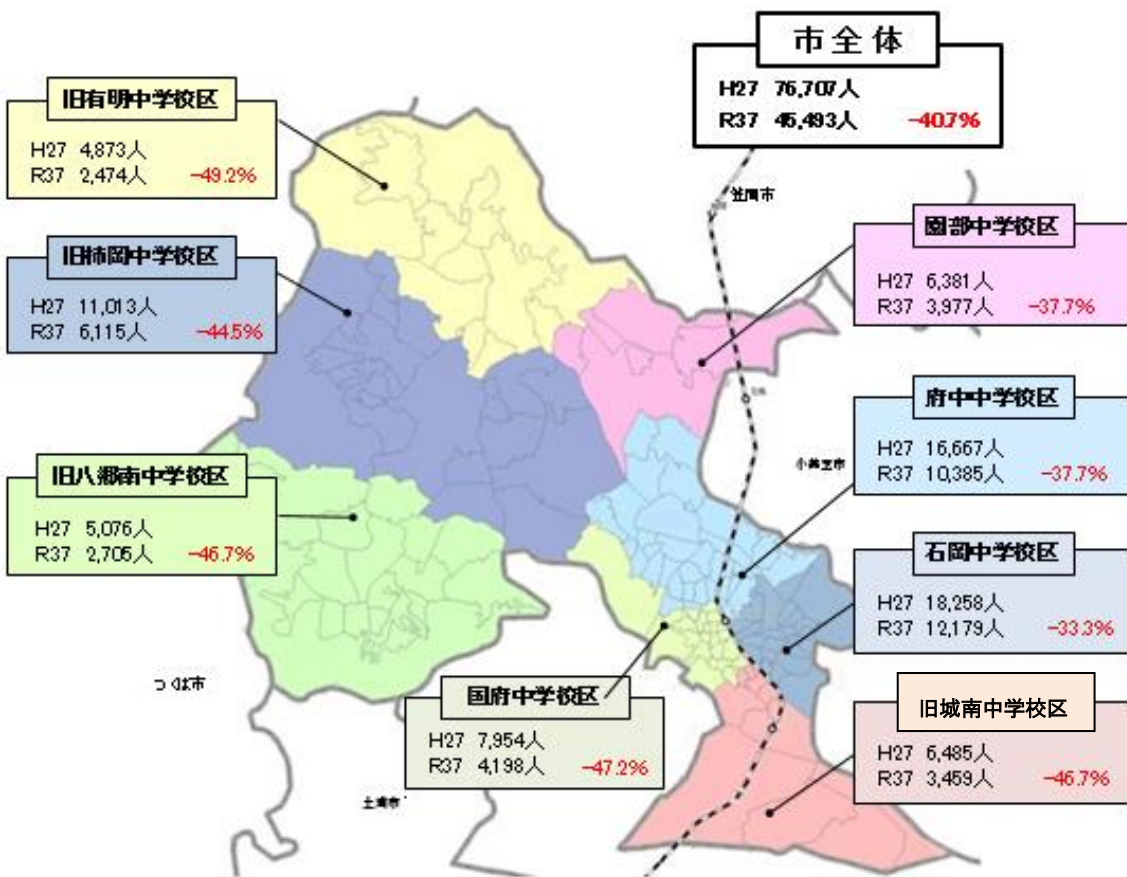 市全体
H27 76,707人
R37 45,493人 -40.7%
旧有明中学校区
H27 4,873人
R37 2,474人 -49.2%
笠間市
旧柿岡中学校区
H27 11,013人
R37 6,115人 -44.5%
園部中学校区
H27 6,381人
R37 3,977人 -37.7%
府中中学校区
H27 16,667人
R37 10,385人 -37.7%
小美玉市
旧八郷南中学校区
H27 5,076人
R37 2,705人 -46.7%
石岡中学校区
H27 18,258人
R37 12,179人 -33.3%
つくば市
国府中学校区
H27 7,954人
R37 4,198人 -47.2%
旧城南中学校区
H27 6,485人
R37 3,459人 -46.7%
土浦市